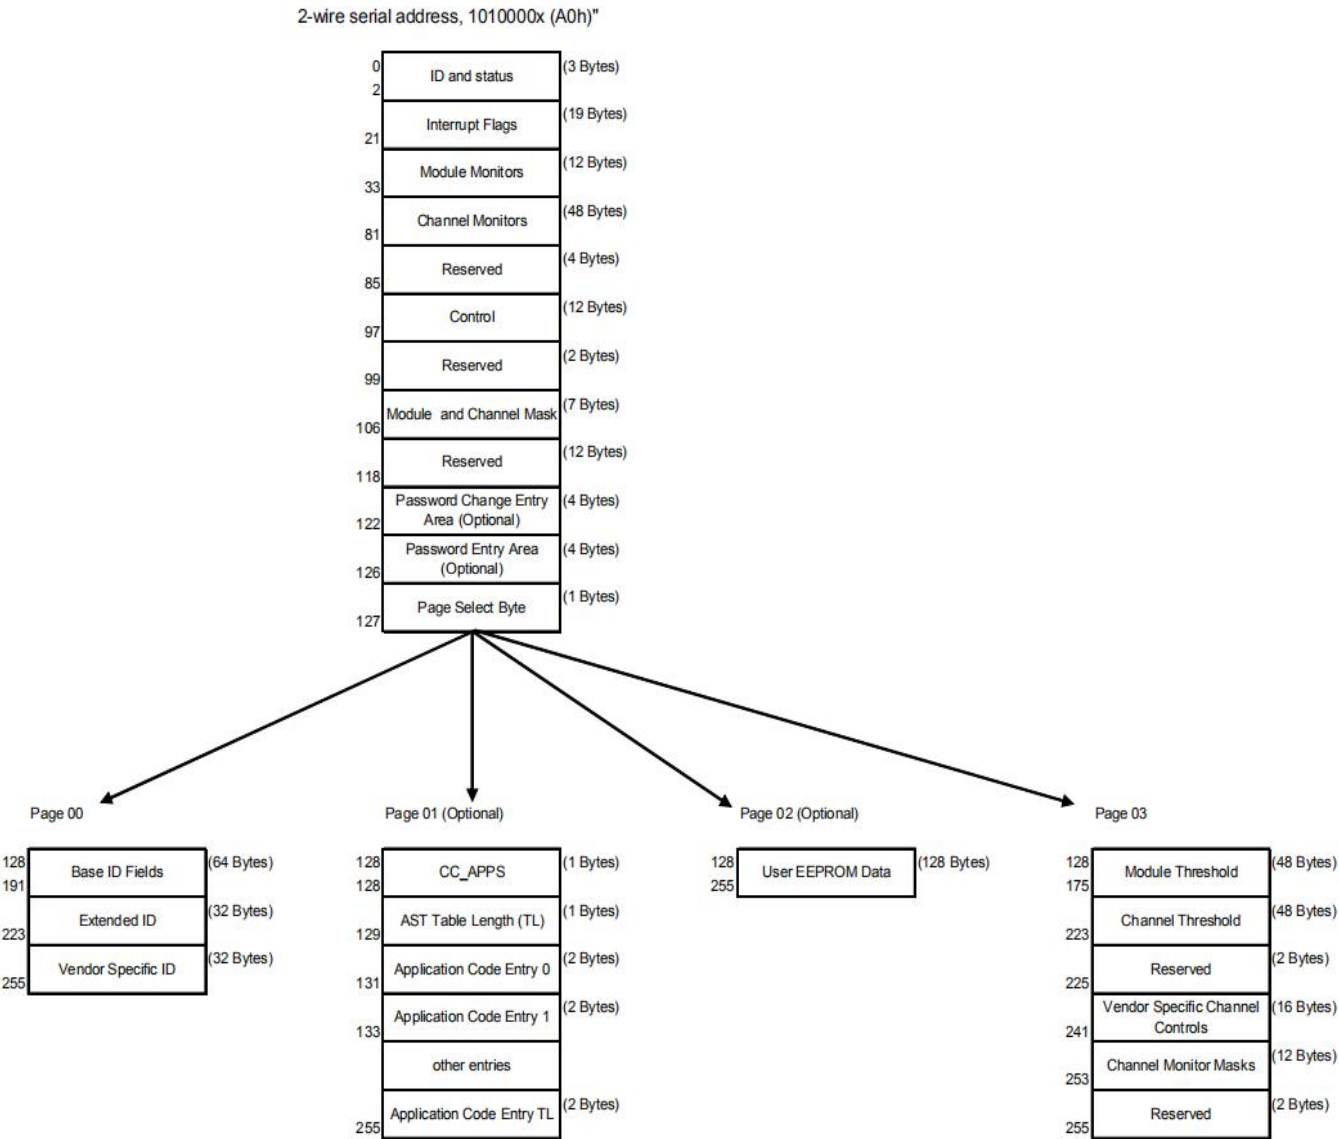 2-wire serial address, 1010000x (A0h)"
0
ID and status
(3 Bytes)
2
Interrupt Flags
(19 Bytes)
21
Module Monitors
(12 Bytes)
33
Channel Monitors
(48 Bytes)
81
Reserved
(4 Bytes)
85
Control
(12 Bytes)
97
Reserved
(2 Bytes)
99
Module and Channel Mask
(7 Bytes)
106
Reserved
(12 Bytes)
118
Password Change Entry
Area (Optional)
(4 Bytes)
122
Password Entry Area
(Optional)
(4 Bytes)
126
Page Select Byte
(1 Bytes)
127
Page 00
128
Base ID Fields
(64 Bytes)
191
Extended ID
(32 Bytes)
223
Vendor Specific ID
(32 Bytes)
255
Page 01 (Optional)
128
CC_APPS
(1 Bytes)
128
AST Table Length (TL)
(1 Bytes)
129
Application Code Entry 0
(2 Bytes)
131
Application Code Entry 1
(2 Bytes)
133
other entries
Application Code Entry TL
(2 Bytes)
255
Page 02 (Optional)
128
User EEPROM Data
(128 Bytes)
255
Page 03
128
Module Threshold
(48 Bytes)
175
Channel Threshold
(48 Bytes)
223
Reserved
(2 Bytes)
225
Vendor Specific Channel
Controls
(16 Bytes)
241
Channel Monitor Masks
(12 Bytes)
253
Reserved
(2 Bytes)
255